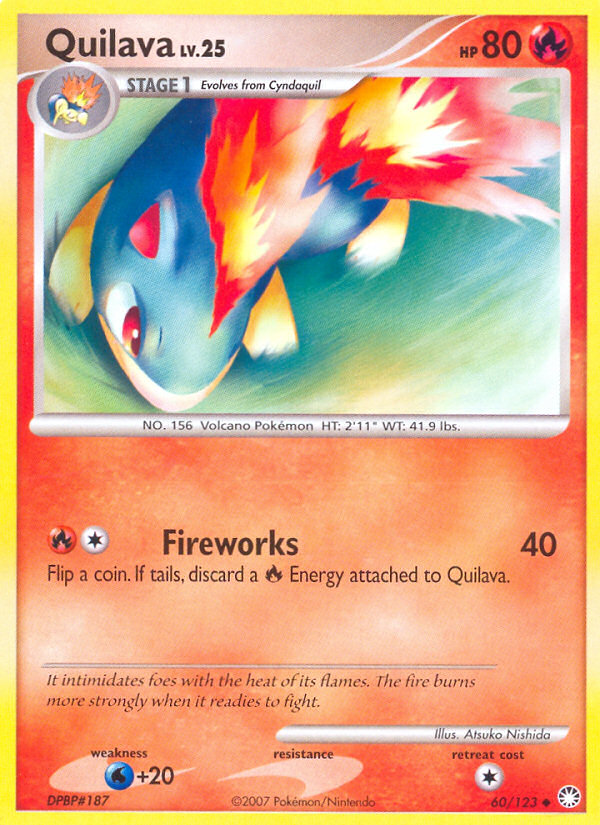 Quilava LV.25
HP 80
STAGE 1 Evolves from Cyndaquil
NO. 156 Volcano Pokémon HT: 2'11" WT: 41.9 lbs.
Fireworks 40
Flip a coin. If tails, discard a Energy attached to Quilava.
It intimidates foes with the heat of its flames. The fire burns
more strongly when it readies to fight.
Illus. Atsuko Nishida
weakness resistance retreat cost
+20
DPBP#187 ©2007 Pokémon/Nintendo 60/123